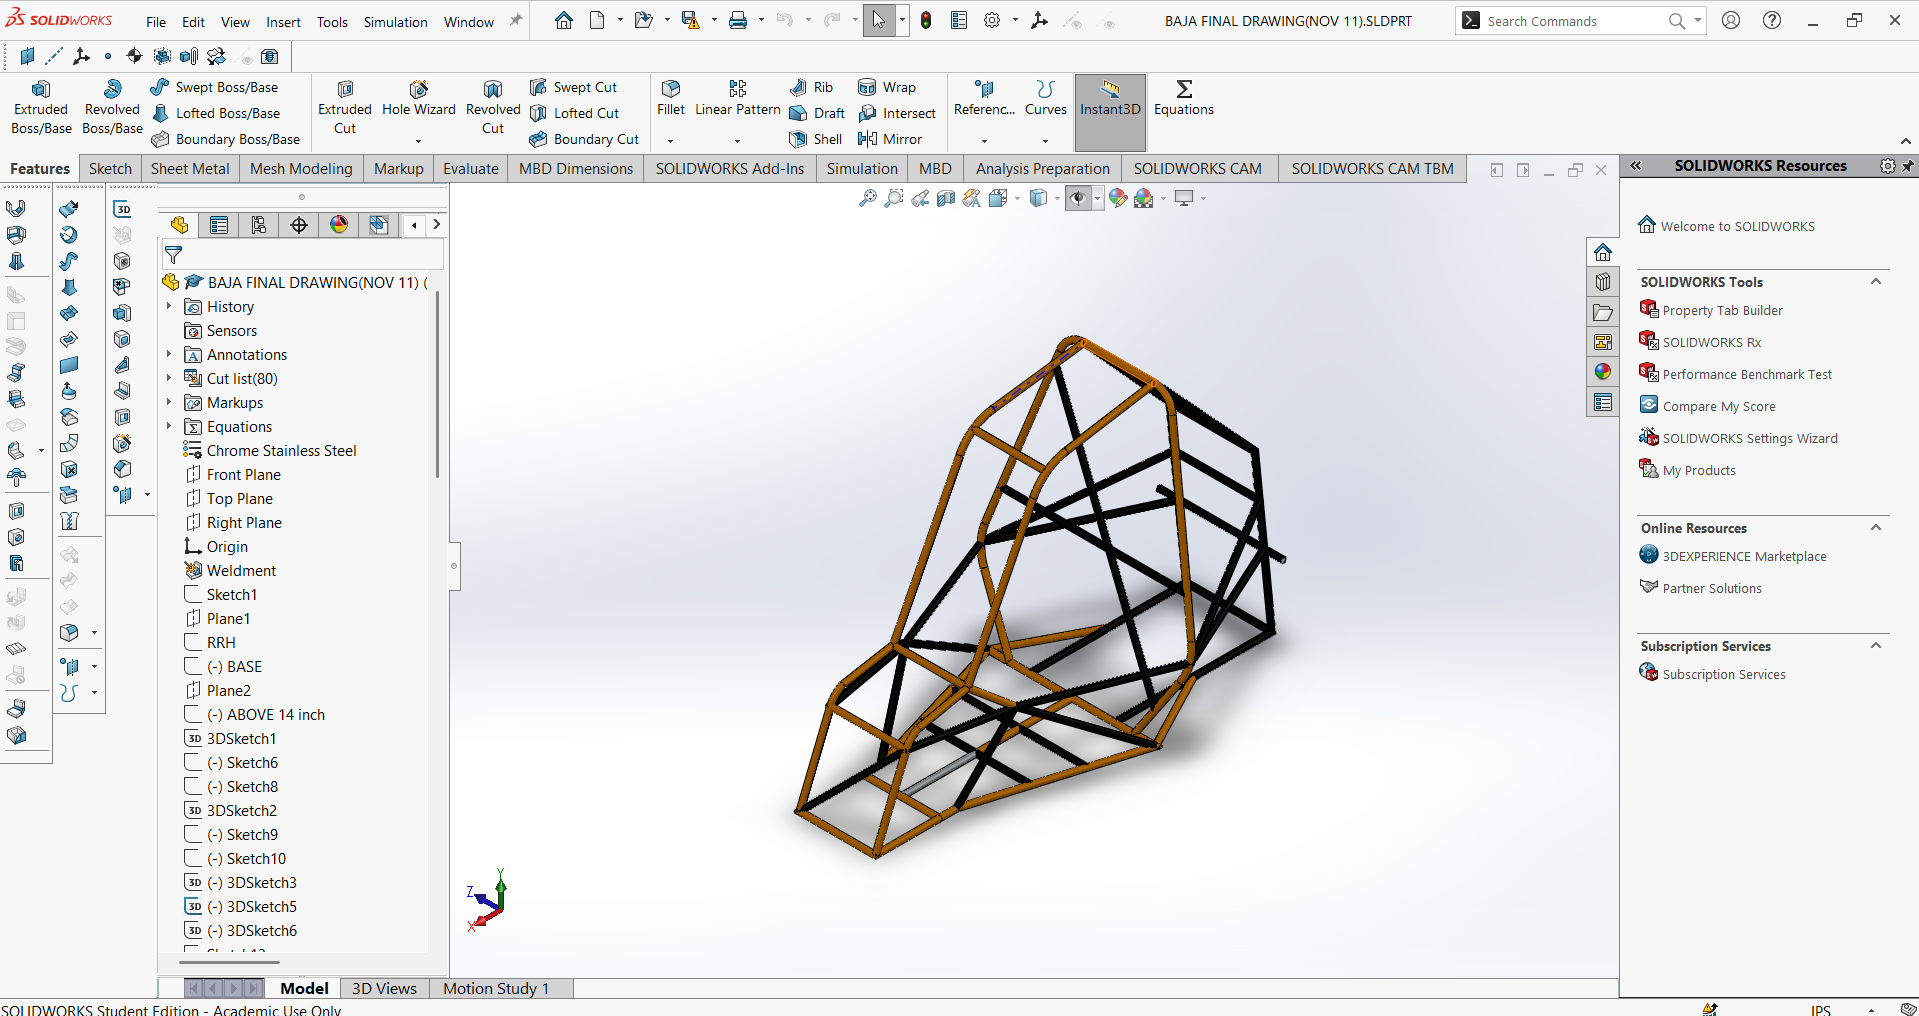 SOLIDWORKS
File Edit View Insert Tools Simulation Window
BAJA FINAL DRAWING(NOV 11).SLDPRT
Search Commands
Extruded Boss/Base
Revolved Boss/Base
Swept Boss/Base
Lofted Boss/Base
Boundary Boss/Base
Extruded Cut
Hole Wizard
Revolved Cut
Swept Cut
Lofted Cut
Boundary Cut
Fillet
Linear Pattern
Rib
Draft
Shell
Wrap
Intersect
Mirror
Referenc...
Curves
Instant3D
Equations
Features Sketch Sheet Metal Mesh Modeling Markup Evaluate MBD Dimensions SOLIDWORKS Add-Ins Simulation MBD Analysis Preparation SOLIDWORKS CAM SOLIDWORKS CAM TBM
BAJA FINAL DRAWING(NOV 11) (
History
Sensors
Annotations
Cut list(80)
Markups
Equations
Chrome Stainless Steel
Front Plane
Top Plane
Right Plane
Origin
Weldment
Sketch1
Plane1
RRH
(-) BASE
Plane2
(-) ABOVE 14 inch
3DSketch1
(-) Sketch6
(-) Sketch8
3DSketch2
(-) Sketch9
(-) Sketch10
(-) 3DSketch3
(-) 3DSketch5
(-) 3DSketch6
Y
Z
X
SOLIDWORKS Resources
Welcome to SOLIDWORKS
SOLIDWORKS Tools
Property Tab Builder
SOLIDWORKS Rx
Performance Benchmark Test
Compare My Score
SOLIDWORKS Settings Wizard
My Products
Online Resources
3DEXPERIENCE Marketplace
Partner Solutions
Subscription Services
Subscription Services
Model 3D Views Motion Study 1
SOLIDWORKS Student Edition - Academic Use Only
IPS